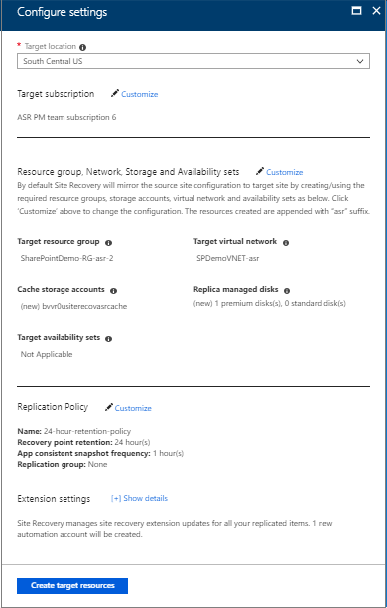 Configure settings
* Target location
South Central US
Target subscription Customize
ASR PM team subscription 6
Resource group, Network, Storage and Availability sets Customize
By default Site Recovery will mirror the source site configuration to target site by creating/using the
required resource groups, storage accounts, virtual network and availability sets as below. Click
'Customize' above to change the configuration. The resources created are appended with "asr" suffix.
Target resource group Target virtual network
SharePointDemo-RG-asr-2 SPDemoVNET-asr
Cache storage accounts Replica managed disks
(new) bvvr0usiterecovasrcache (new) 1 premium disks(s), 0 standard disk(s)
Target availability sets
Not Applicable
Replication Policy Customize
Name: 24-hour-retention-policy
Recovery point retention: 24 hour(s)
App consistent snapshot frequency: 1 hour(s)
Replication group: None
Extension settings [+] Show details
Site Recovery manages site recovery extension updates for all your replicated items. 1 new
automation account will be created.
Create target resources